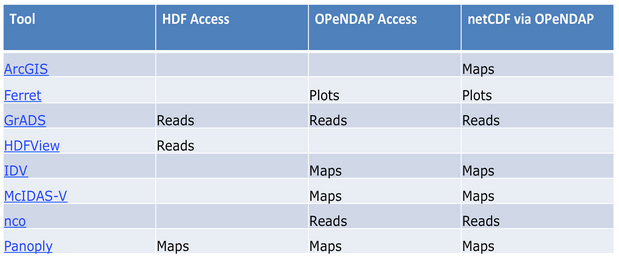 Tool HDF Access OPeNDAP Access netCDF via OPeNDAP
ArcGIS Maps
Ferret Plots Plots
GrADS Reads Reads Reads
HDFView Reads
IDV Maps Maps
McIDAS-V Maps Maps
nco Reads Reads
Panoply Maps Maps Maps